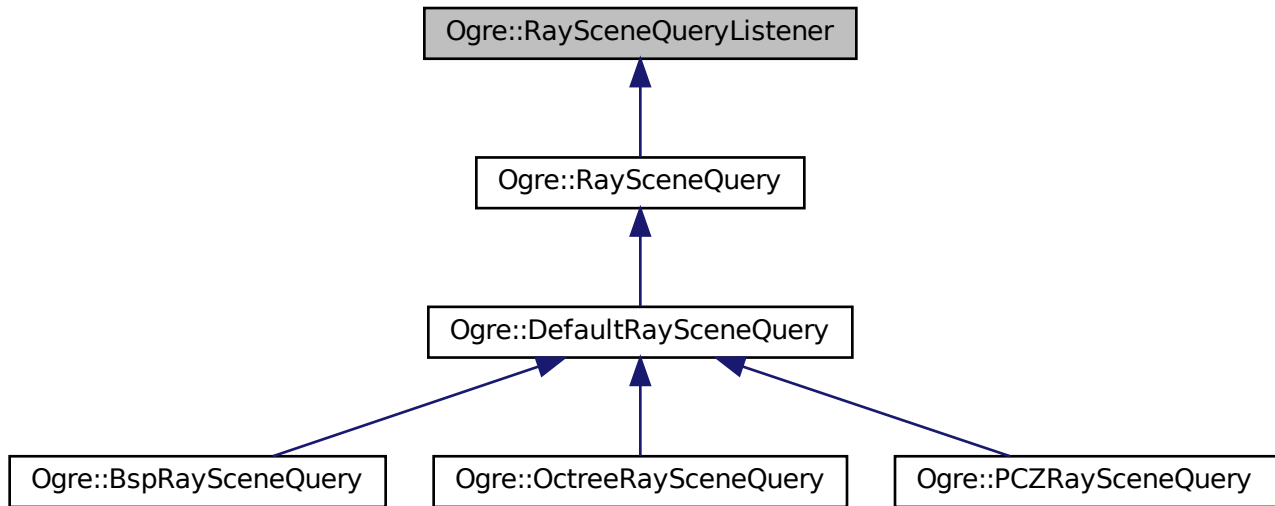 Ogre::RaySceneQueryListener
Ogre::RaySceneQuery
Ogre::DefaultRaySceneQuery
Ogre::BspRaySceneQuery
Ogre::OctreeRaySceneQuery
Ogre::PCZRaySceneQuery